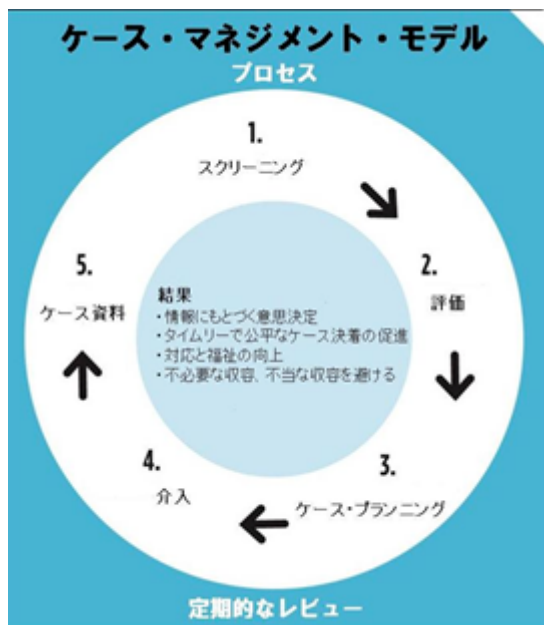 ケース・マネジメント・モデル
プロセス
1.
スクリーニング
2.
評価
3.
ケース・プランニング
4.
介入
5.
ケース資料
結果
・情報にもとづく意思決定
・タイムリーで公平なケース決着の促進
・対応と福祉の向上
・不必要な収容、不当な収容を避ける
定期的なレビュー